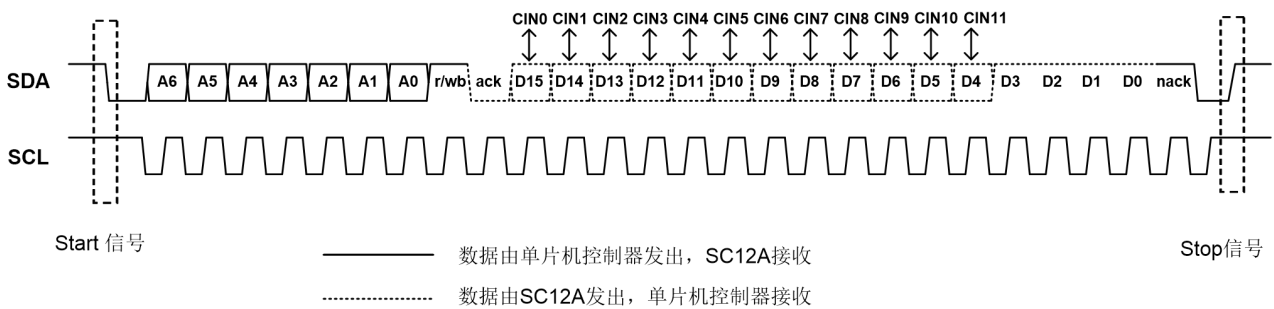 CIN0 CIN1 CIN2 CIN3 CIN4 CIN5 CIN6 CIN7 CIN8 CIN9 CIN10 CIN11
SDA A6 A5 A4 A3 A2 A1 A0 r/wb ack D15 D14 D13 D12 D11 D10 D9 D8 D7 D6 D5 D4 D3 D2 D1 D0 nack
SCL
Start 信号
Stop信号
数据由单片机控制器发出，SC12A接收
数据由SC12A发出，单片机控制器接收